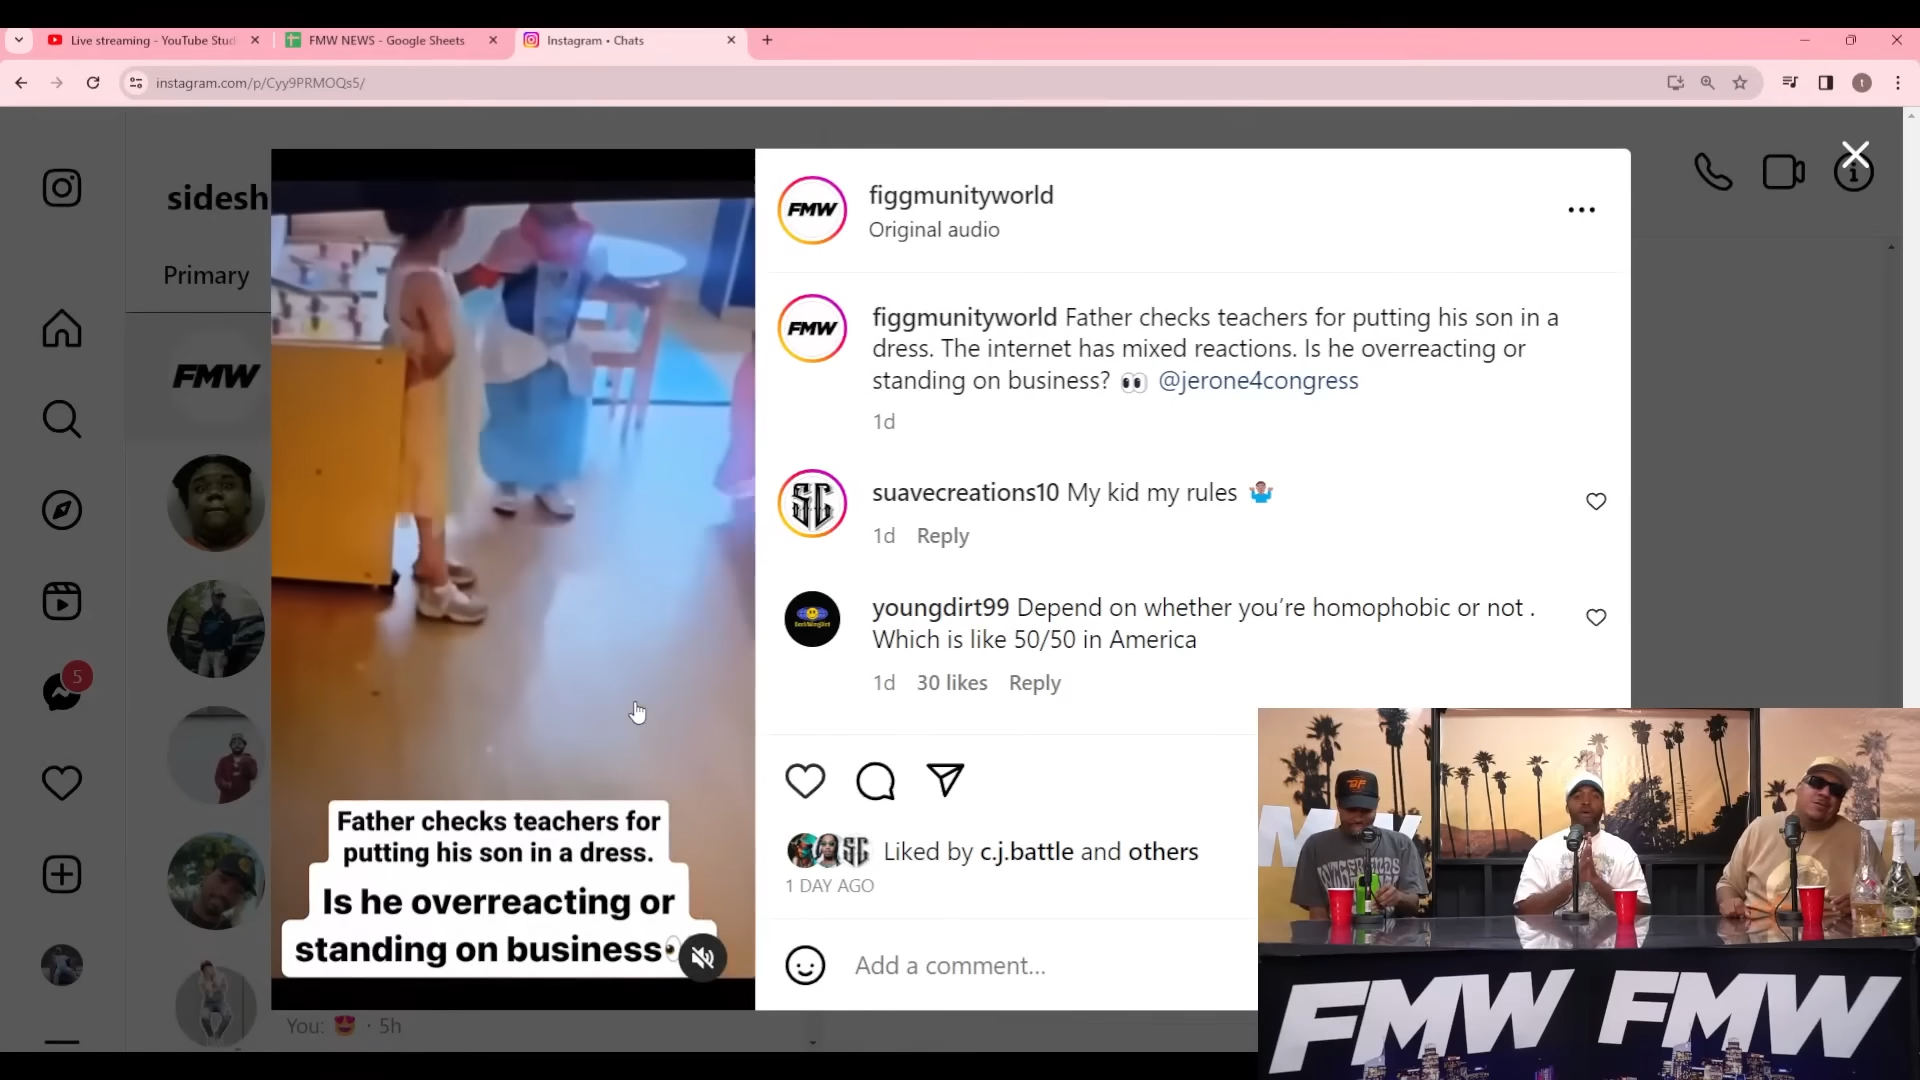 Live streaming - YouTube Stud
FMW NEWS - Google Sheets
Instagram • Chats
instagram.com/p/Cyy9PRMOQs5/
t
sidesh
Primary
FMW
5
You: 😍 · 5h
Father checks teachers for
putting his son in a dress.
Is he overreacting or
standing on business👀
FMW
figgmunityworld
Original audio
FMW
figgmunityworld Father checks teachers for putting his son in a
dress. The internet has mixed reactions. Is he overreacting or
standing on business? 👀 @jerone4congress
1d
SC
suavecreations10 My kid my rules 🤷🏽‍♂️
1d Reply
youngdirt99 Depend on whether you’re homophobic or not .
Which is like 50/50 in America
1d 30 likes Reply
Liked by c.j.battle and others
1 DAY AGO
Add a comment...
FMW FMW